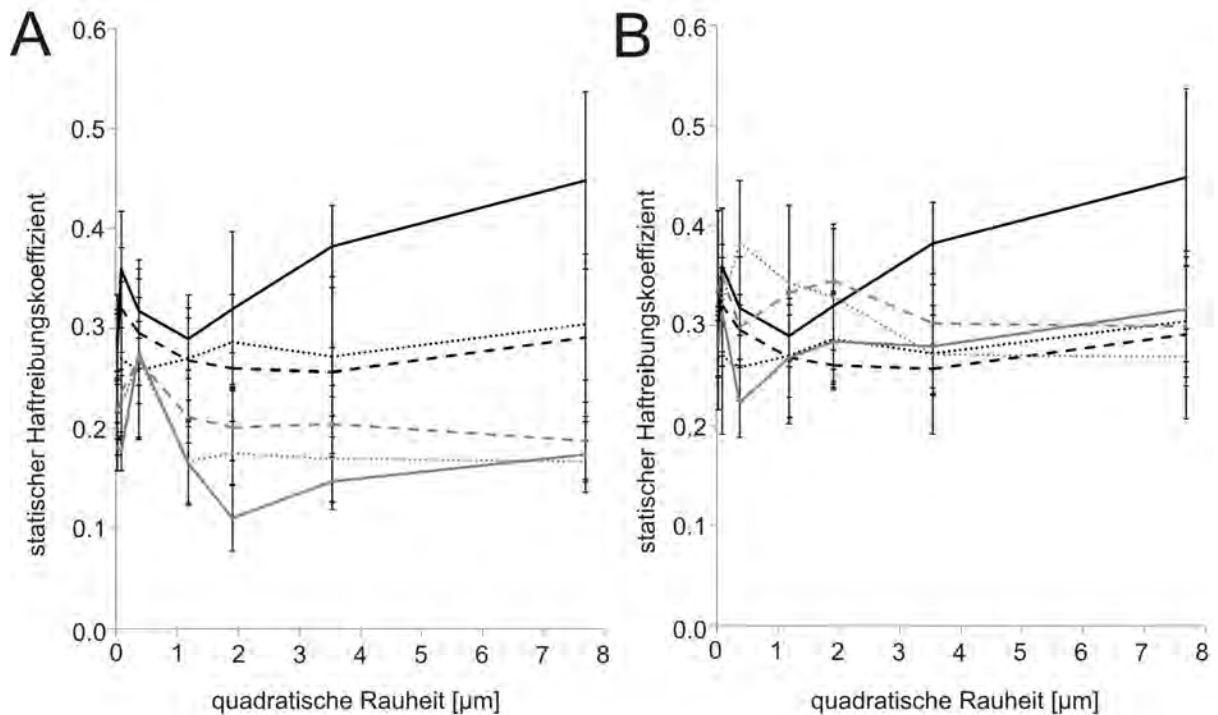 A
0.6
0.5
0.4
0.3
0.2
0.1
0.0
statischer Haftreibungskoeffizient
0 1 2 3 4 5 6 7 8
quadratische Rauheit [µm]
B
0.6
0.5
0.4
0.3
0.2
0.1
0.0
statischer Haftreibungskoeffizient
0 1 2 3 4 5 6 7 8
quadratische Rauheit [µm]